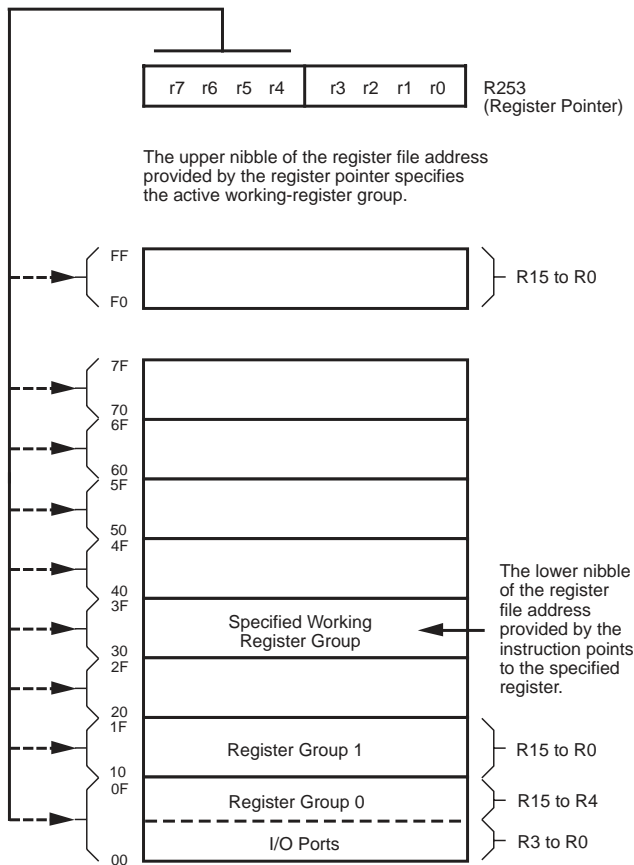 r7 r6 r5 r4 r3 r2 r1 r0
R253
(Register Pointer)
The upper nibble of the register file address
provided by the register pointer specifies
the active working-register group.
FF
R15 to R0
F0
7F
70
6F
60
5F
50
4F
40
3F
Specified Working
Register Group
The lower nibble
of the register
file address
provided by the
instruction points
to the specified
register.
30
2F
20
1F
Register Group 1
R15 to R0
10
0F
Register Group 0
R15 to R4
I/O Ports
R3 to R0
00